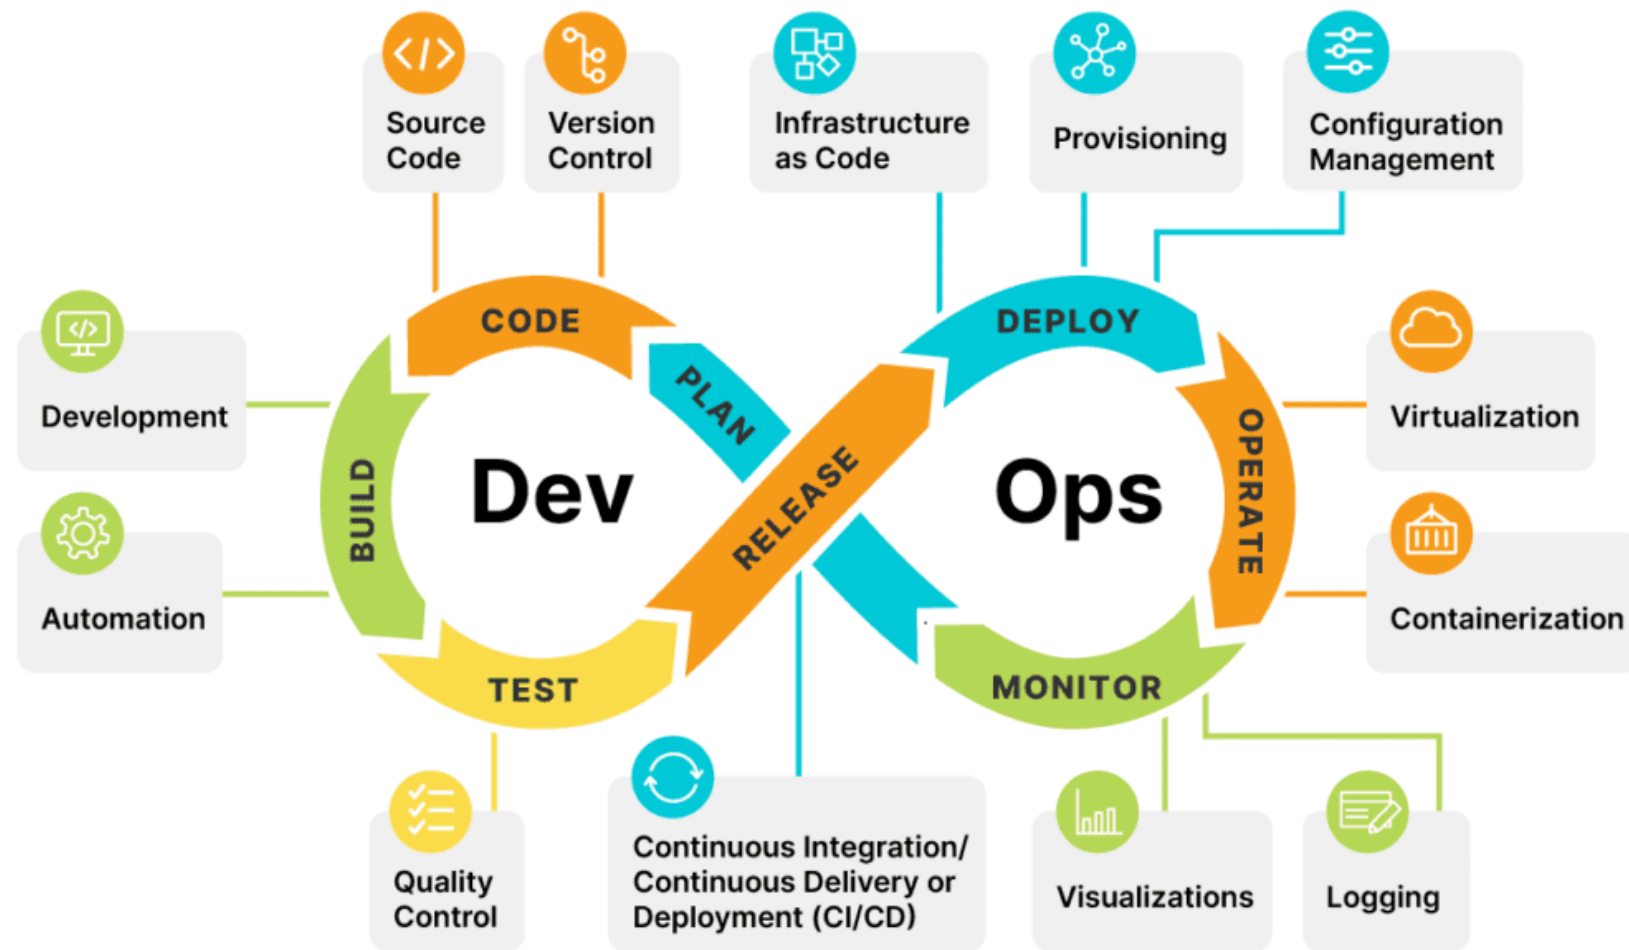 </>
Source
Code
Version
Control
Infrastructure
as Code
Provisioning
Configuration
Management
CODE
DEPLOY
PLAN
</>
Development
Virtualization
BUILD
Dev
RELEASE
Ops
OPERATE
Automation
Containerization
TEST
MONITOR
Quality
Control
Continuous Integration/
Continuous Delivery or
Deployment (CI/CD)
Visualizations
Logging